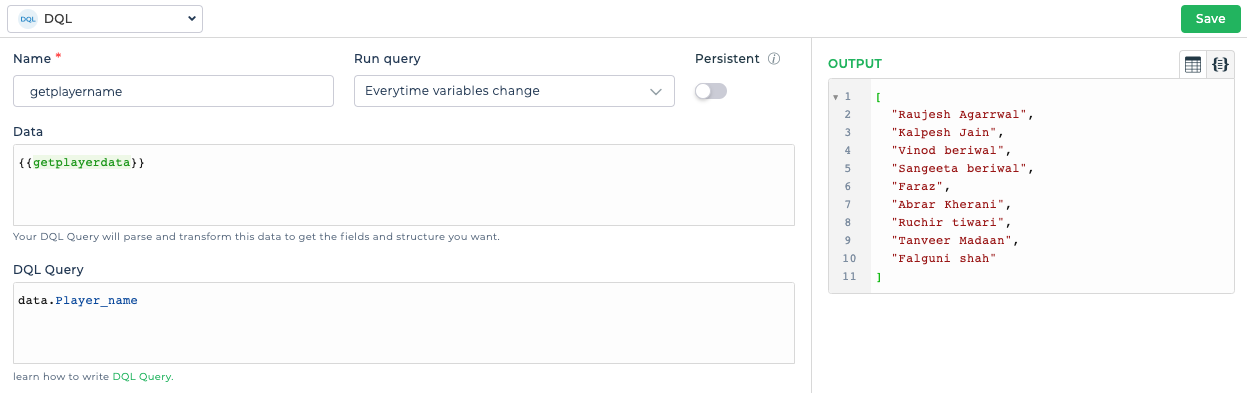 DQL DQL
Save
Name *
Run query
Persistent
getplayername
Everytime variables change
Data
{{getplayerdata}}
Your DQL Query will parse and transform this data to get the fields and structure you want.
DQL Query
data.Player_name
learn how to write DQL Query.
OUTPUT
1 [
2 "Raujesh Agarrwal",
3 "Kalpesh Jain",
4 "Vinod beriwal",
5 "Sangeeta beriwal",
6 "Faraz",
7 "Abrar Kherani",
8 "Ruchir tiwari",
9 "Tanveer Madaan",
10 "Falguni shah"
11 ]